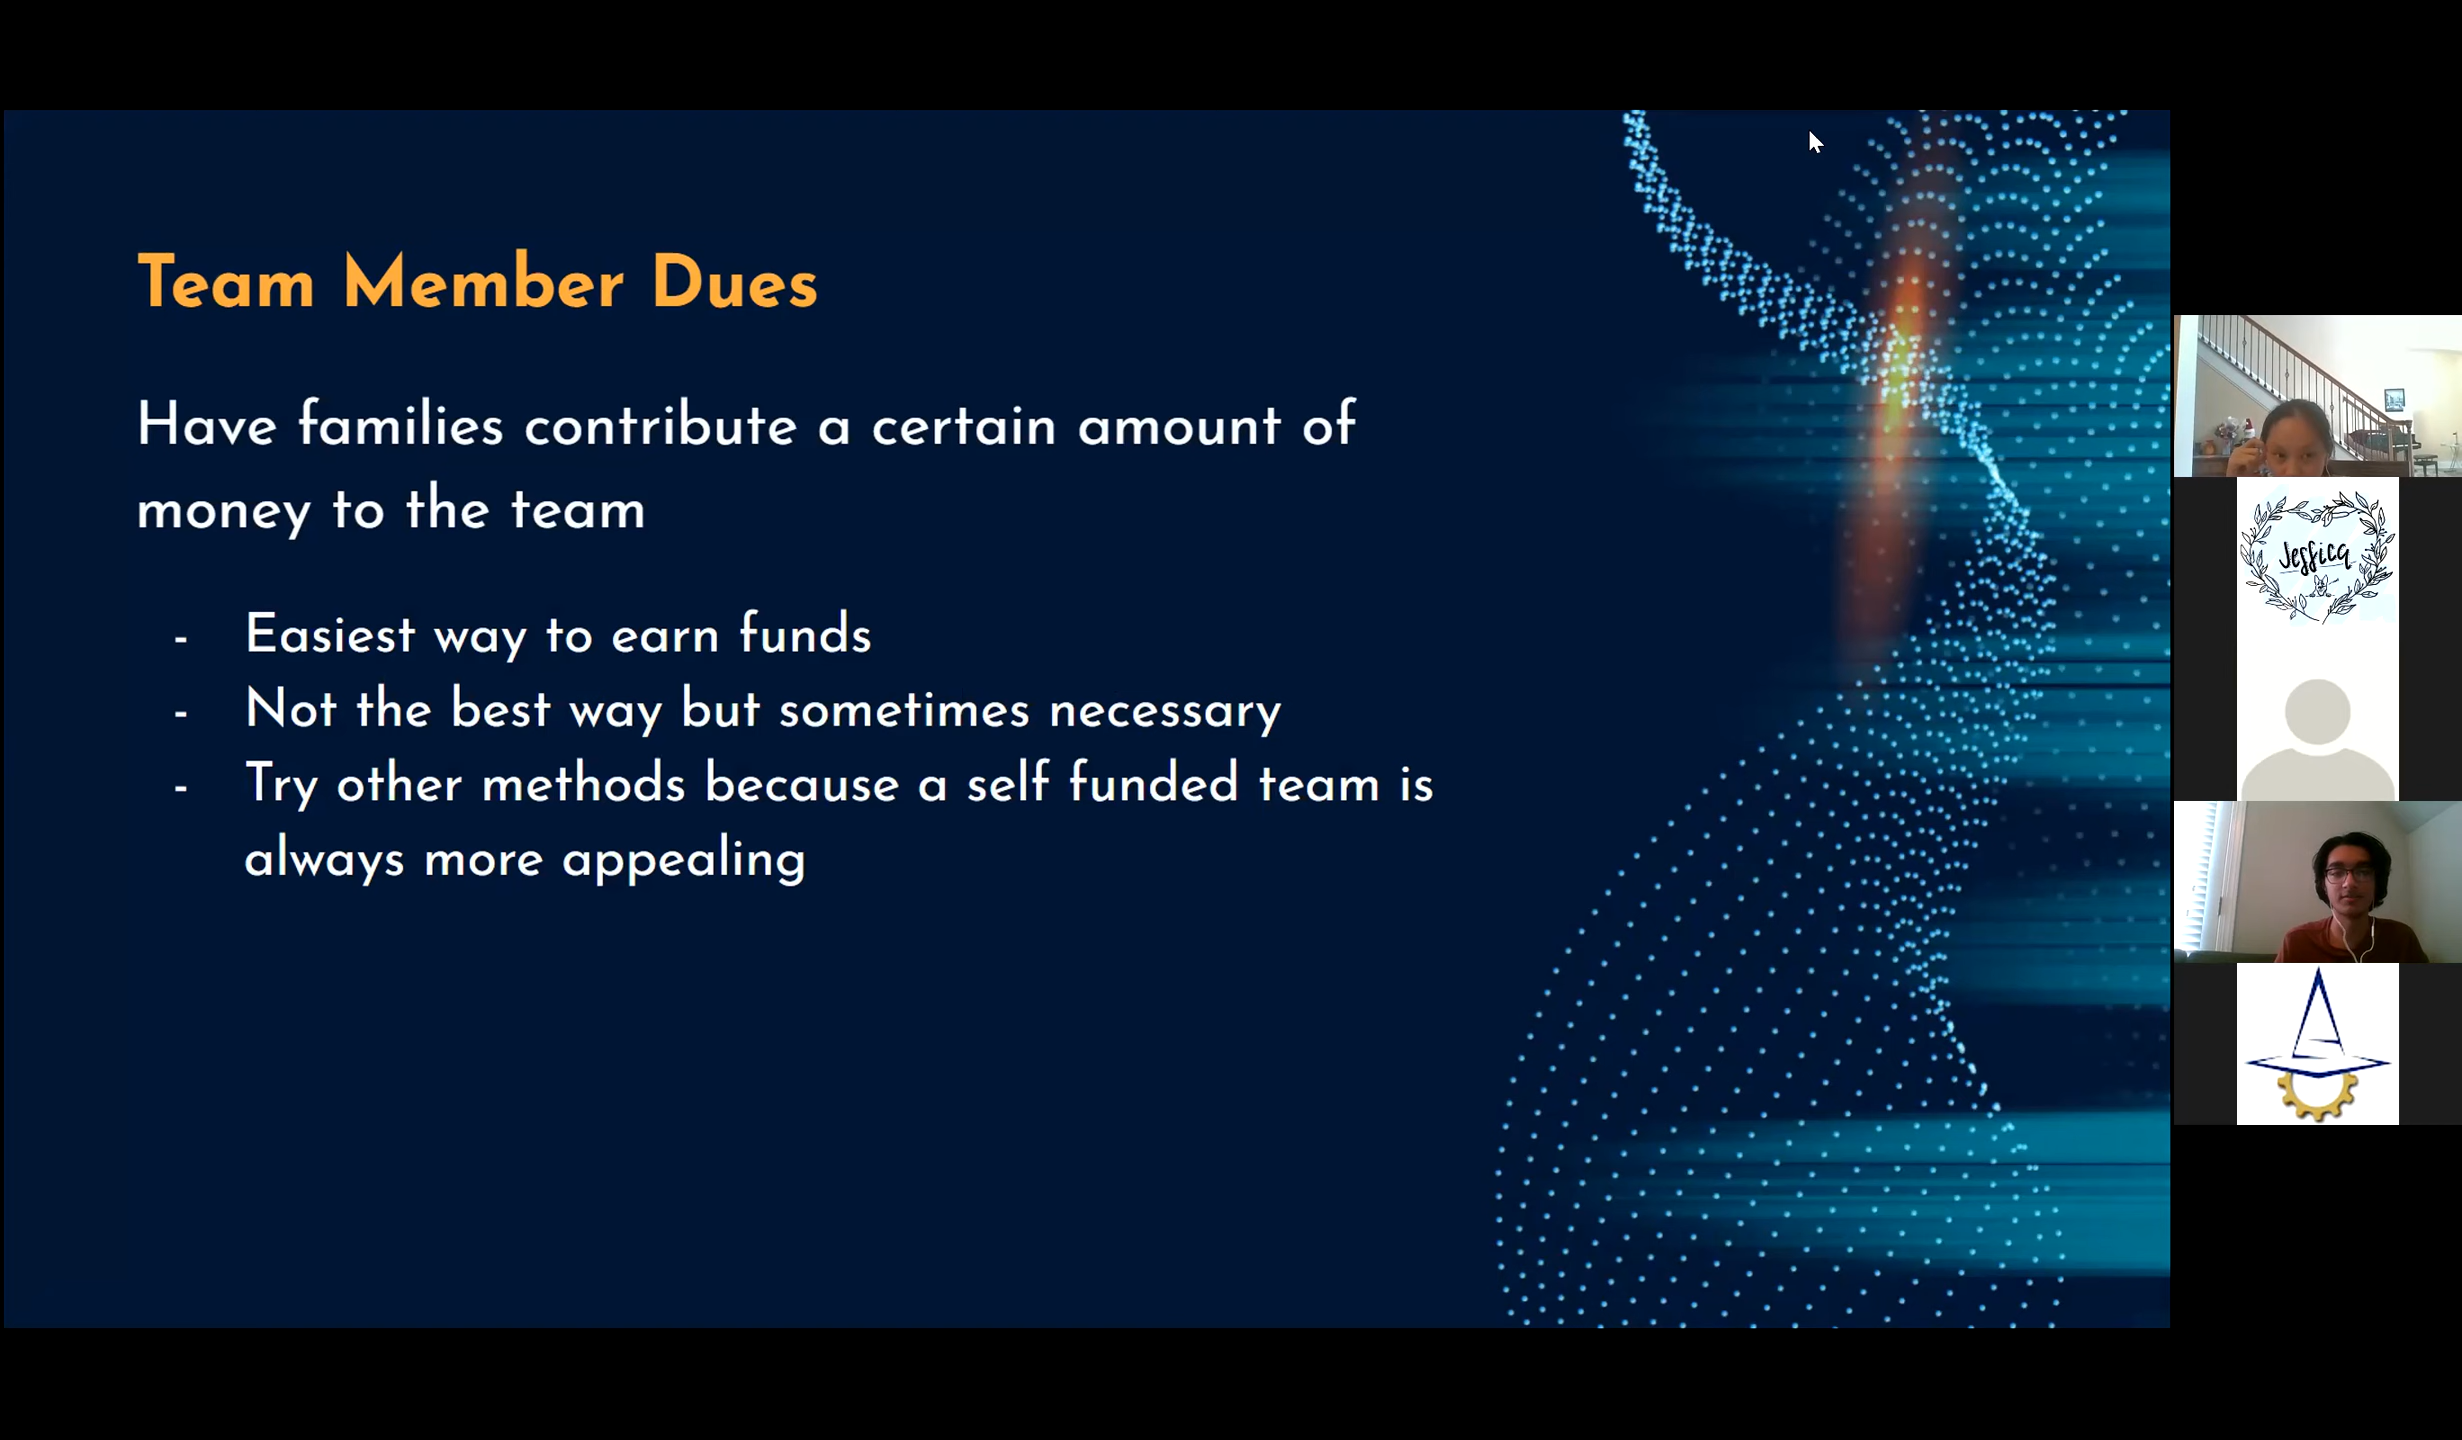 Team Member Dues
Have families contribute a certain amount of
money to the team
- Easiest way to earn funds
- Not the best way but sometimes necessary
- Try other methods because a self funded team is
always more appealing
Jessica